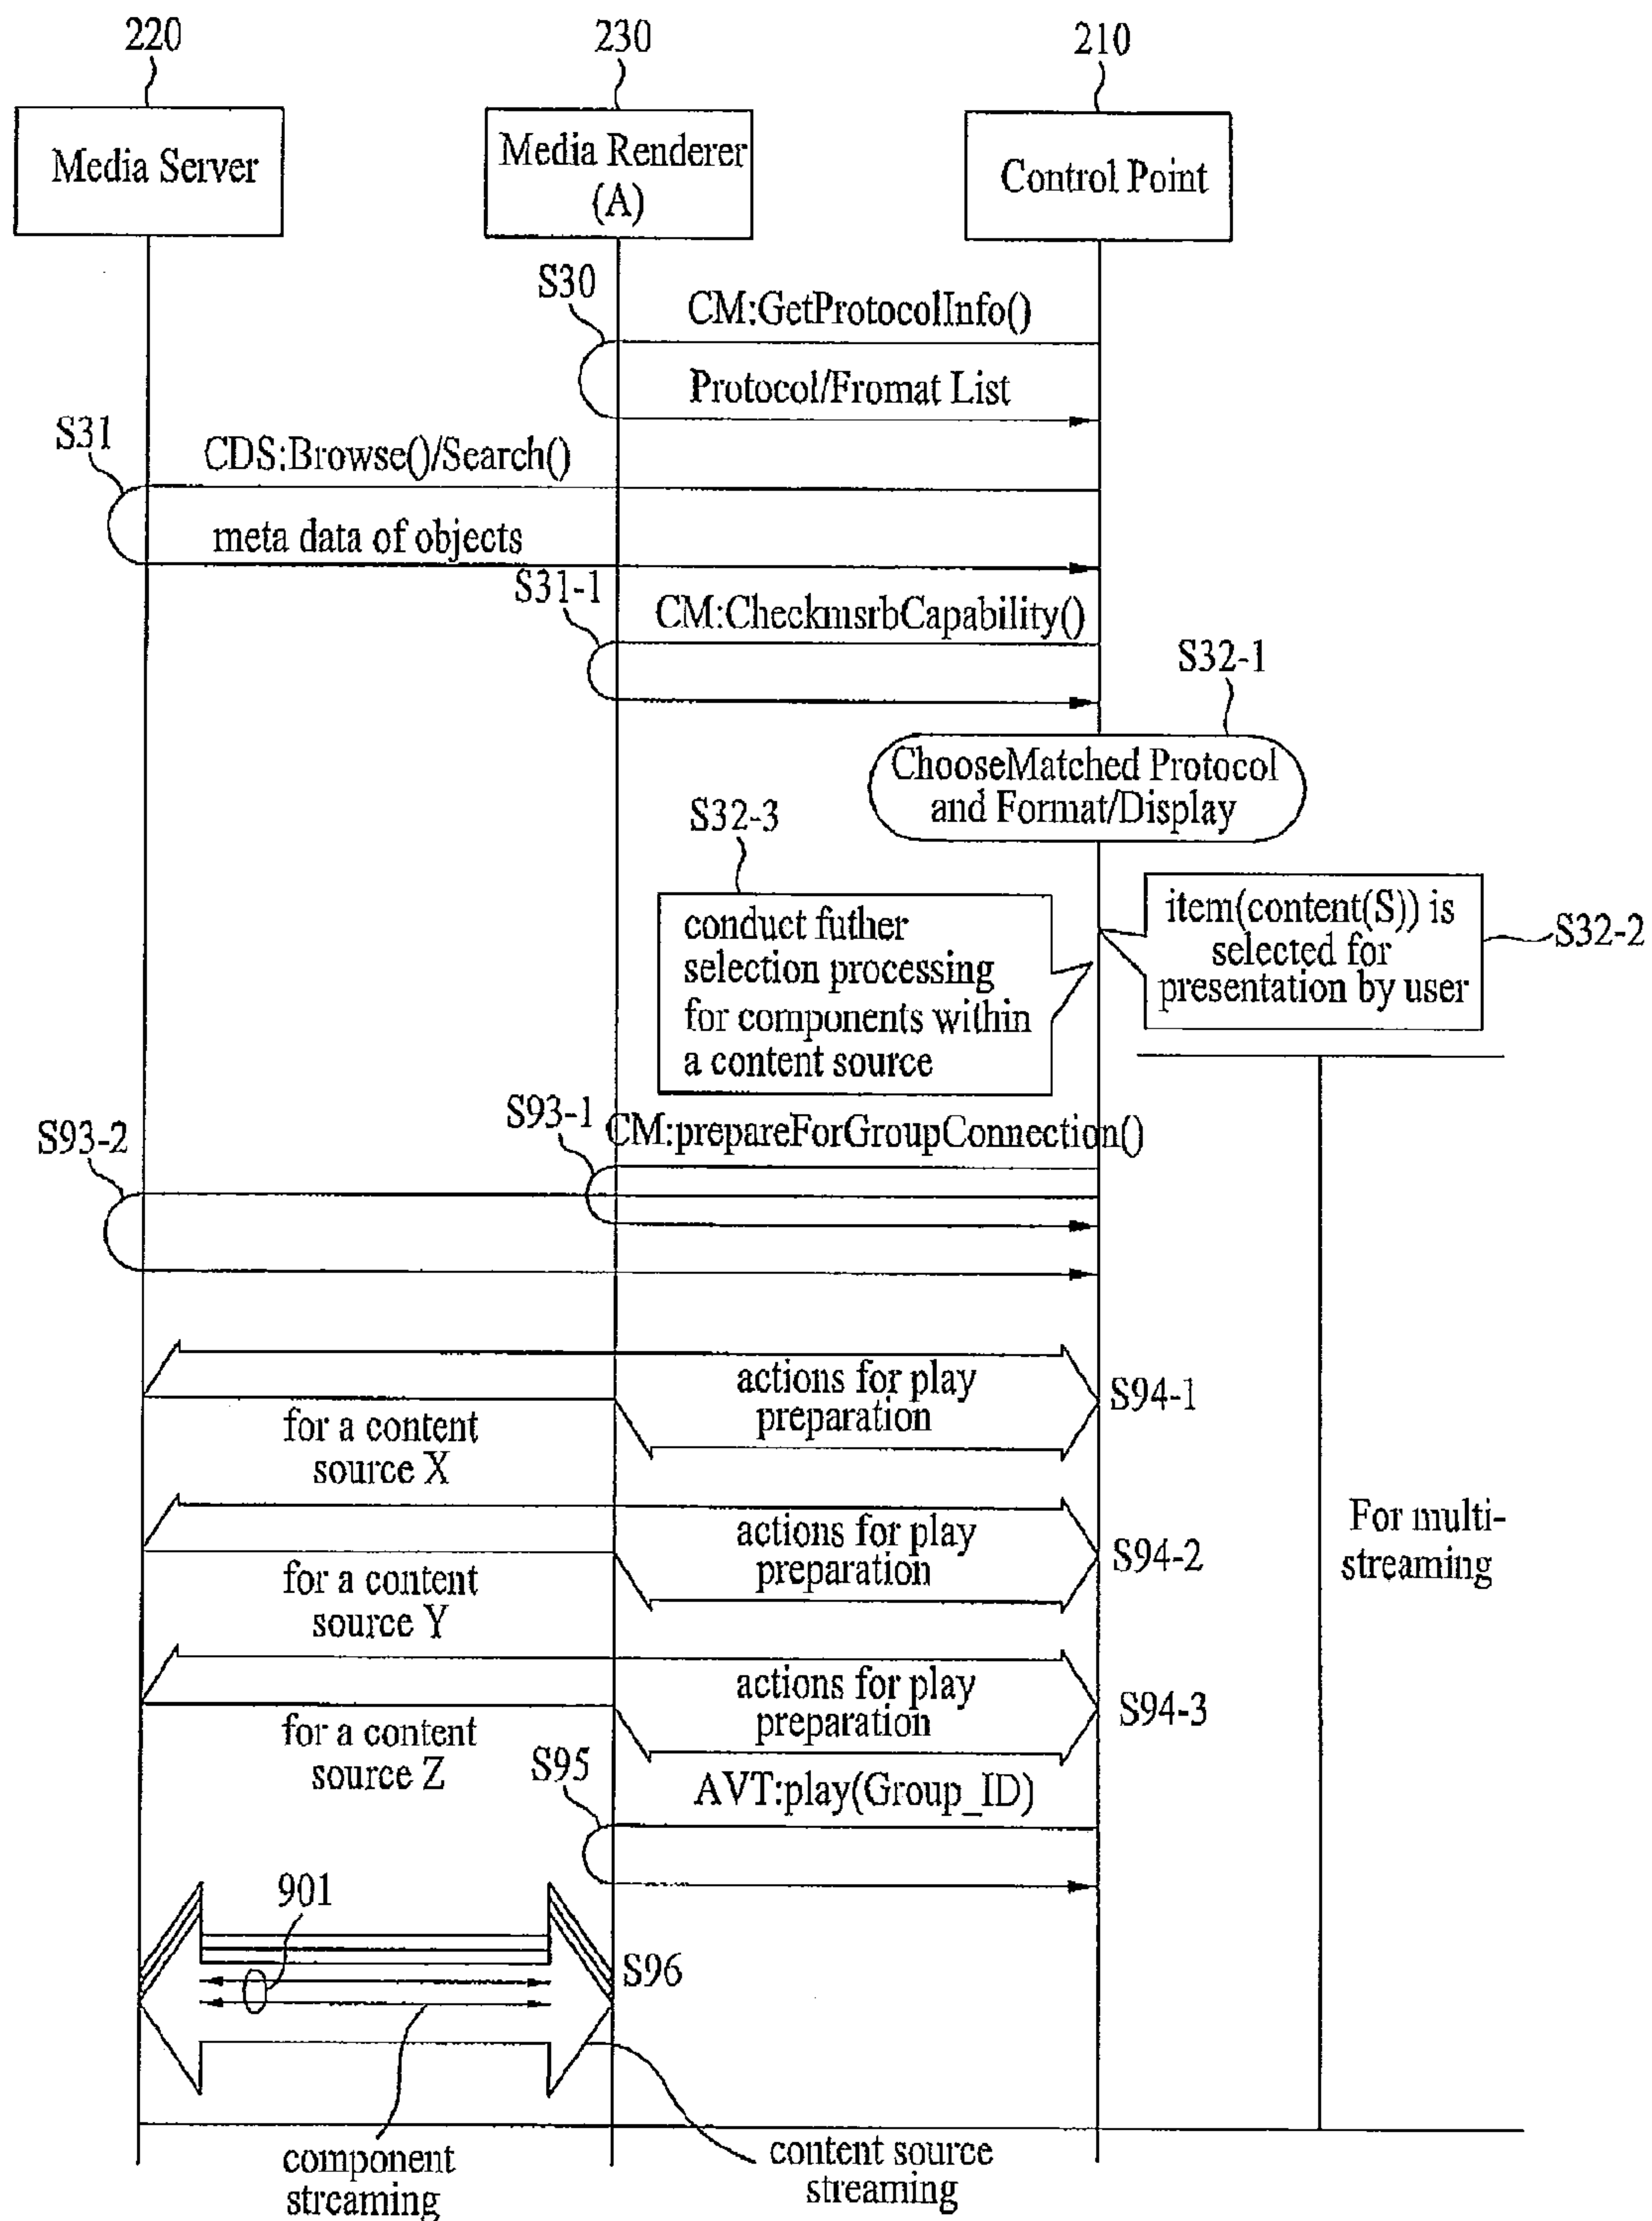 220
230
210
Media Server
Media Renderer
(A)
Control Point
S30
CM:GetProtocolInfo()
Protocol/Fromat List
S31
CDS:Browse()/Search()
meta data of objects
S31-1
CM:CheckmsrbCapability()
S32-1
ChooseMatched Protocol
and Format/Display
S32-3
conduct futher
selection processing
for components within
a content source
item(content(S)) is
selected for
presentation by user
S32-2
S93-1
CM:prepareForGroupConnection()
S93-2
actions for play
preparation
S94-1
for a content
source X
actions for play
preparation
S94-2
for a content
source Y
For multi-
streaming
actions for play
preparation
S94-3
for a content
source Z
S95
AVT:play(Group_ID)
901
S96
component
streaming
content source
streaming